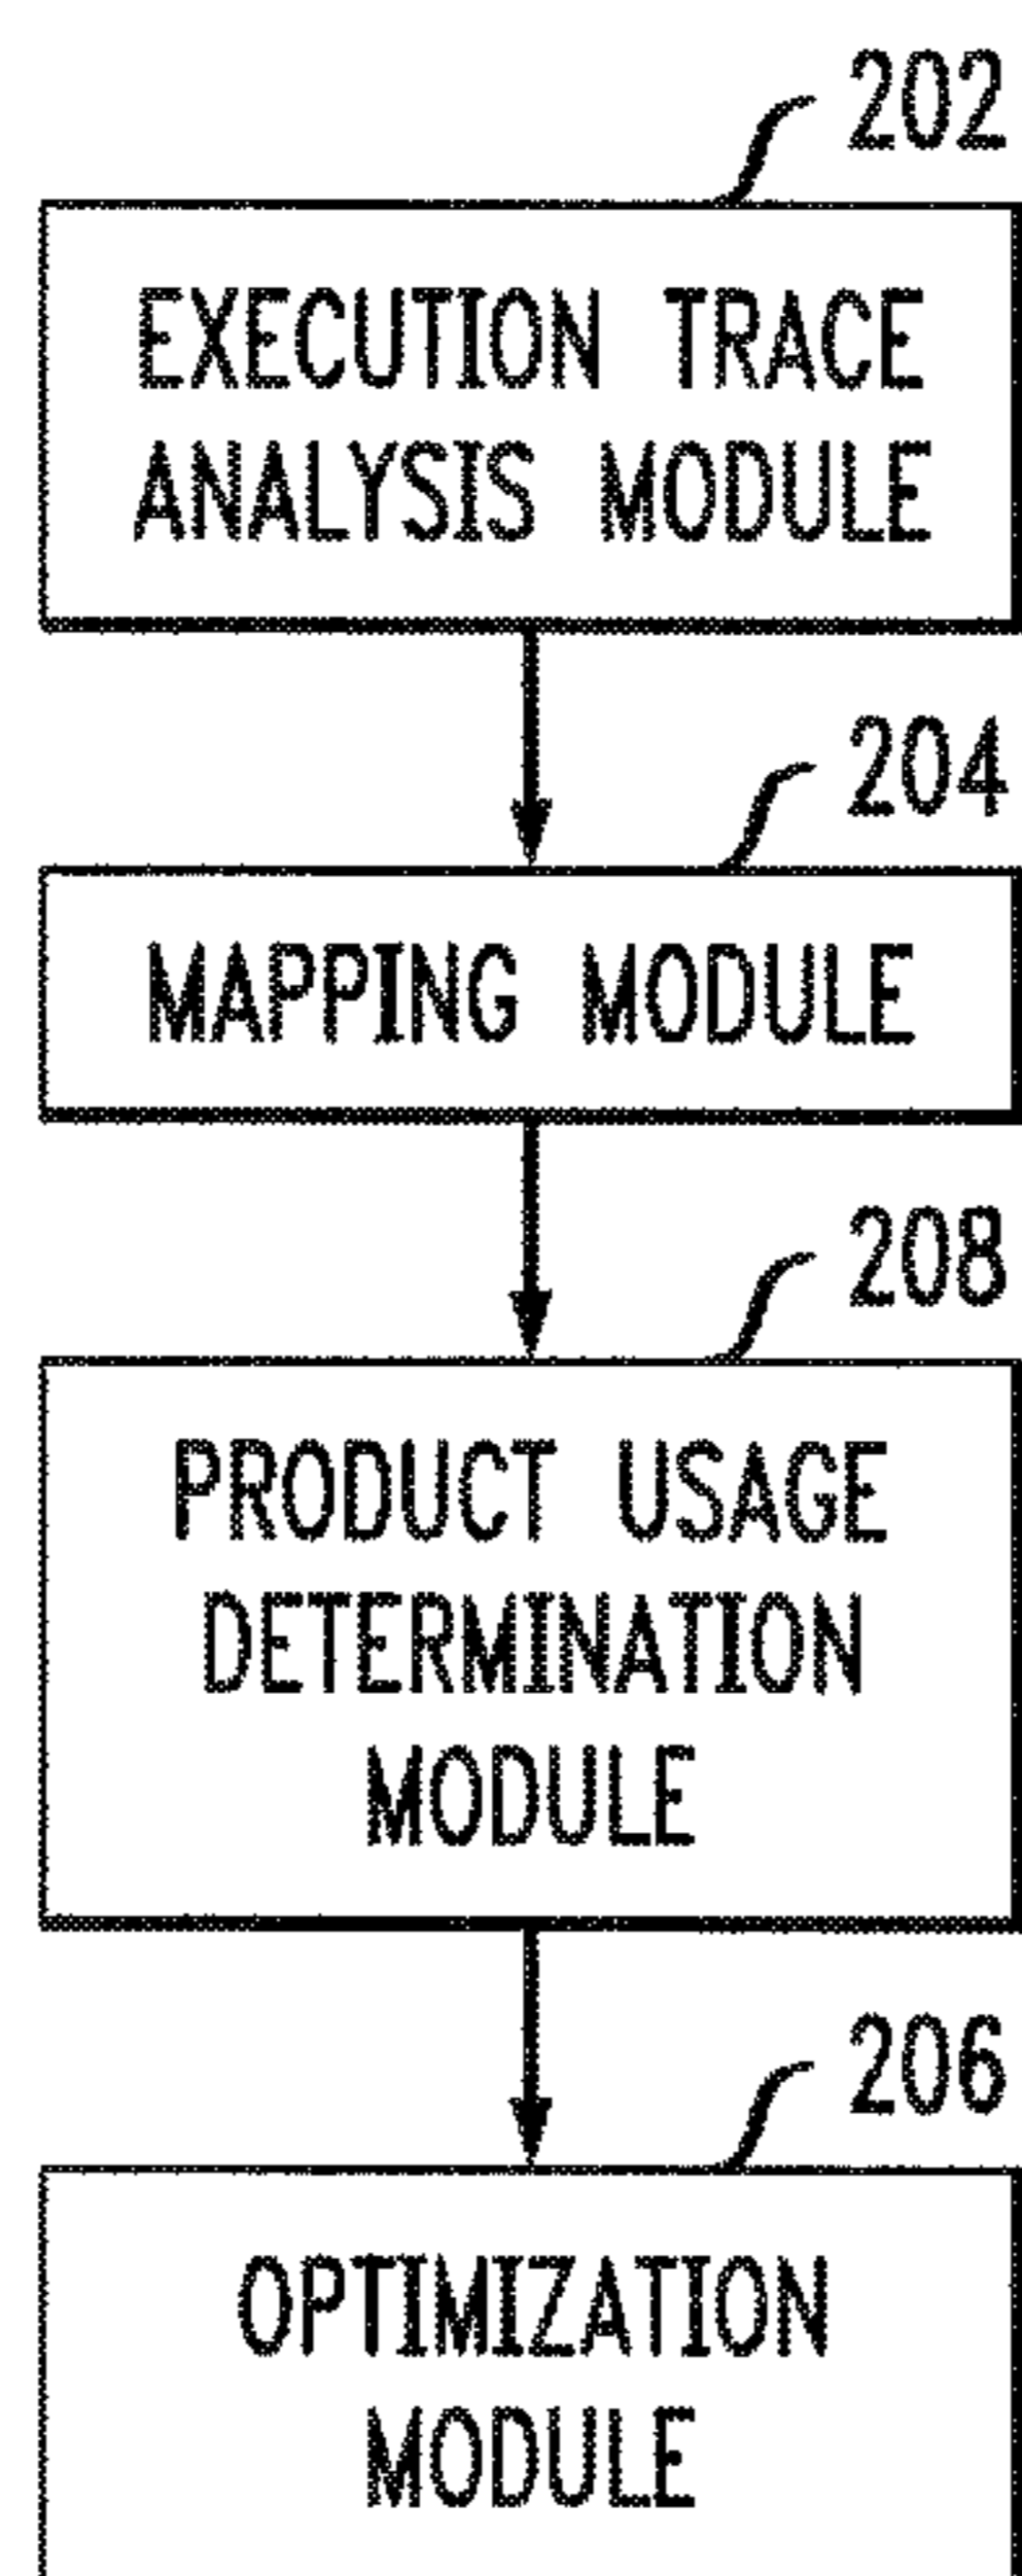 202
EXECUTION TRACE
ANALYSIS MODULE
204
MAPPING MODULE
208
PRODUCT USAGE
DETERMINATION
MODULE
206
OPTIMIZATION
MODULE